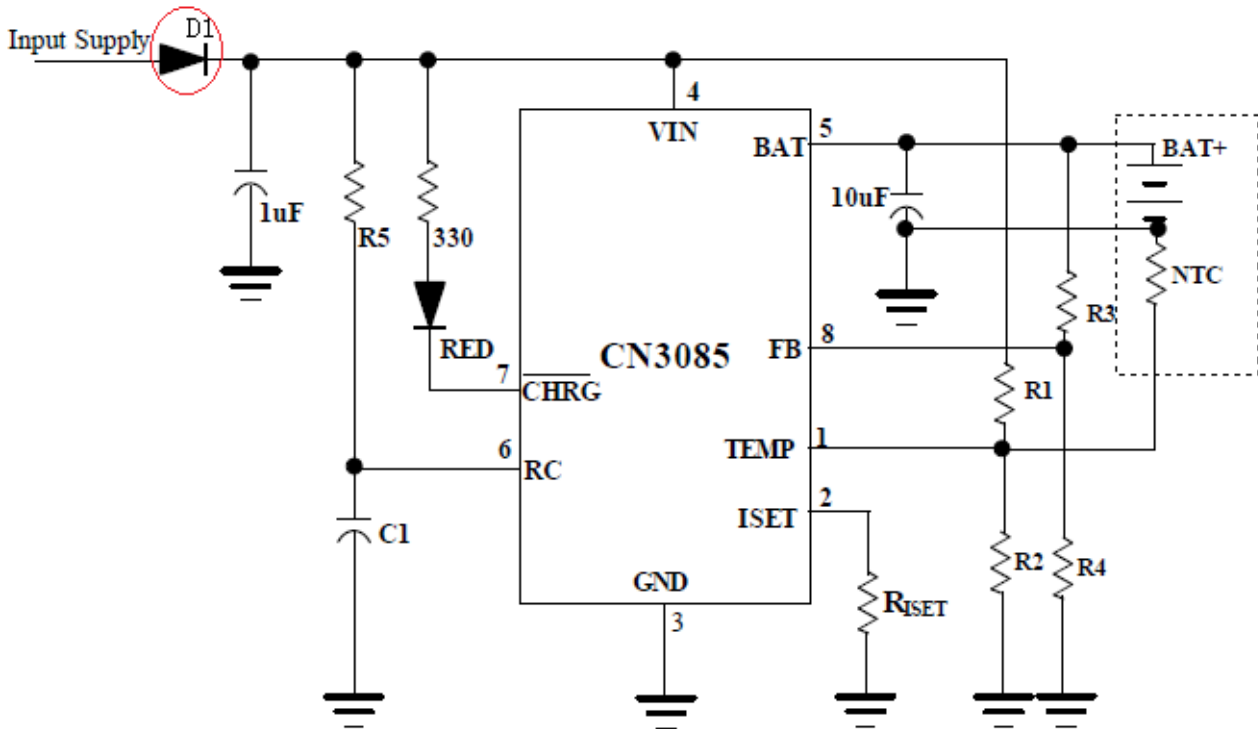 Input Supply
D1
4
VIN
5
BAT
BAT+
1uF
R5
330
10uF
NTC
R3
RED
CN3085
FB
8
7
CHRG
R1
6
RC
TEMP
1
ISET
2
C1
GND
3
RISET
R2
R4